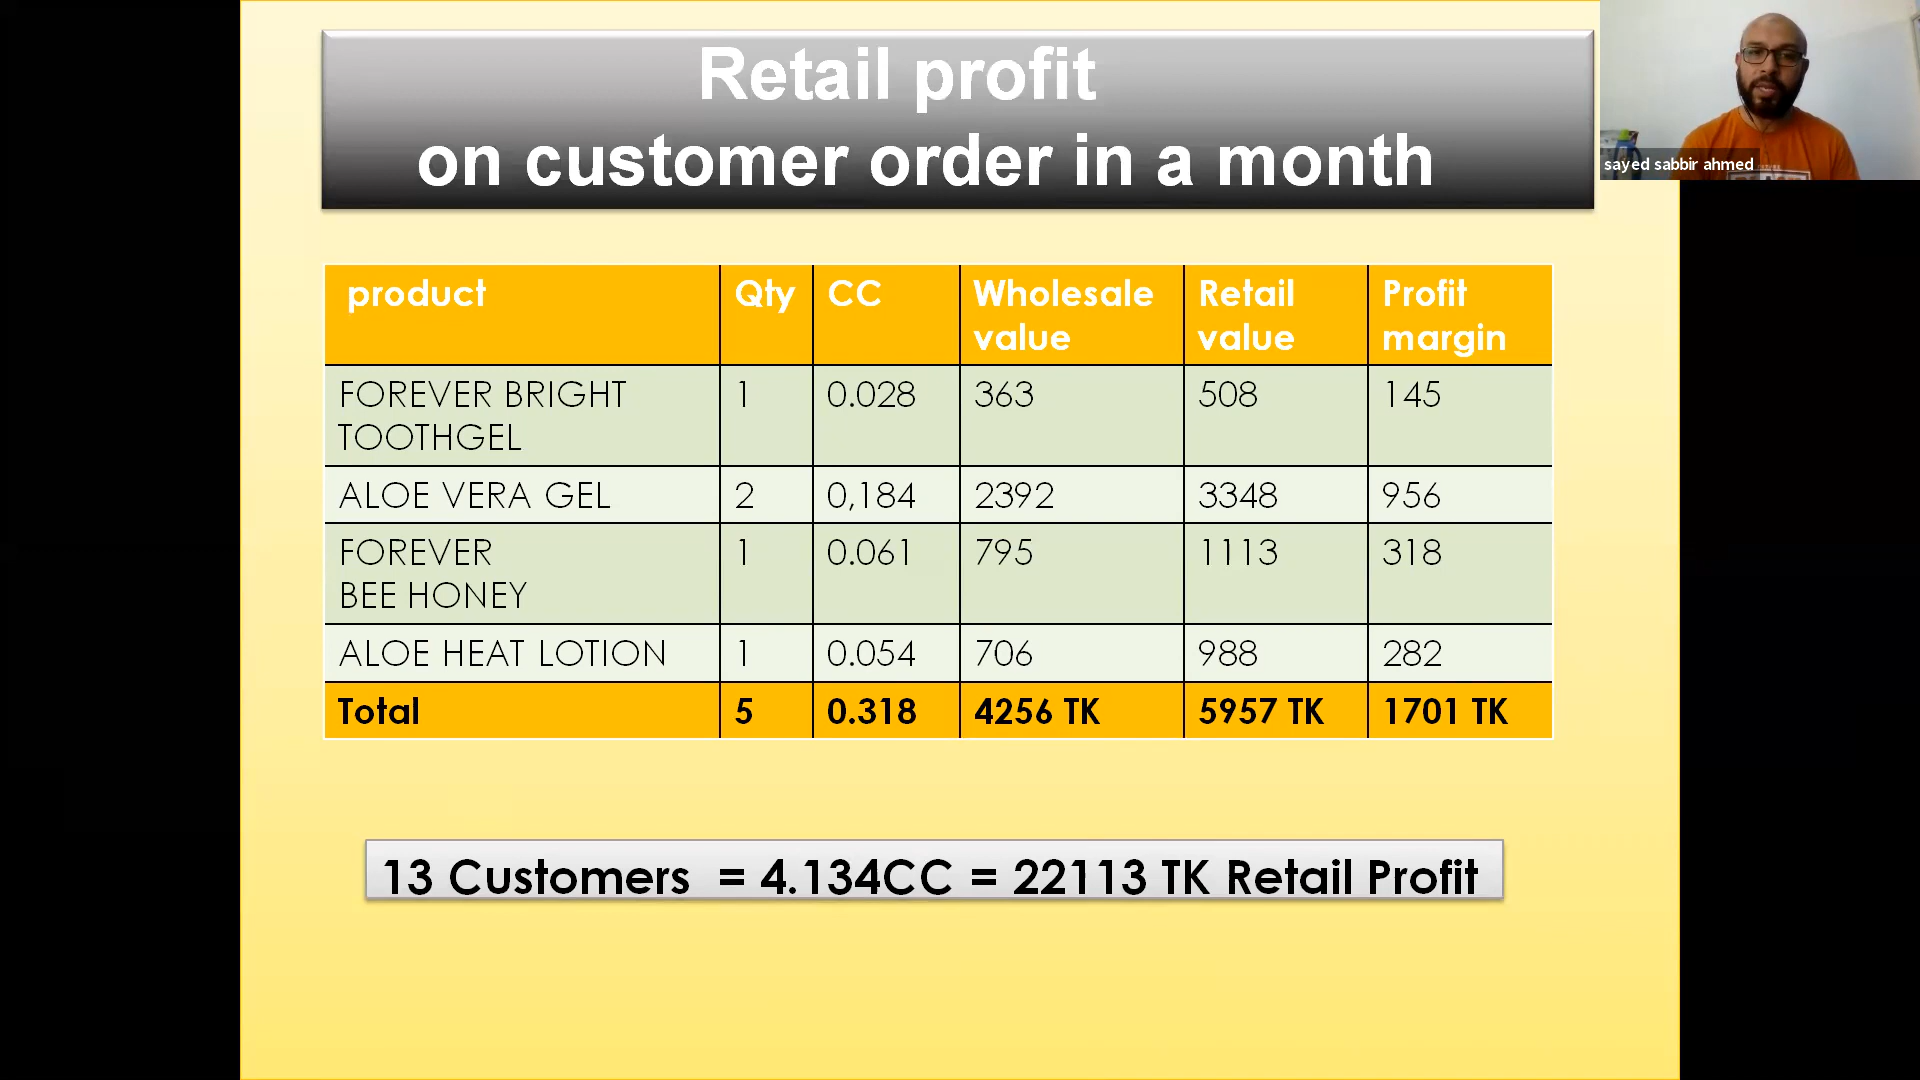 Retail profit
on customer order in a month
sayed sabbir ahmed
product Qty CC Wholesale value Retail value Profit margin
FOREVER BRIGHT TOOTHGEL 1 0.028 363 508 145
ALOE VERA GEL 2 0,184 2392 3348 956
FOREVER BEE HONEY 1 0.061 795 1113 318
ALOE HEAT LOTION 1 0.054 706 988 282
Total 5 0.318 4256 TK 5957 TK 1701 TK
13 Customers = 4.134CC = 22113 TK Retail Profit